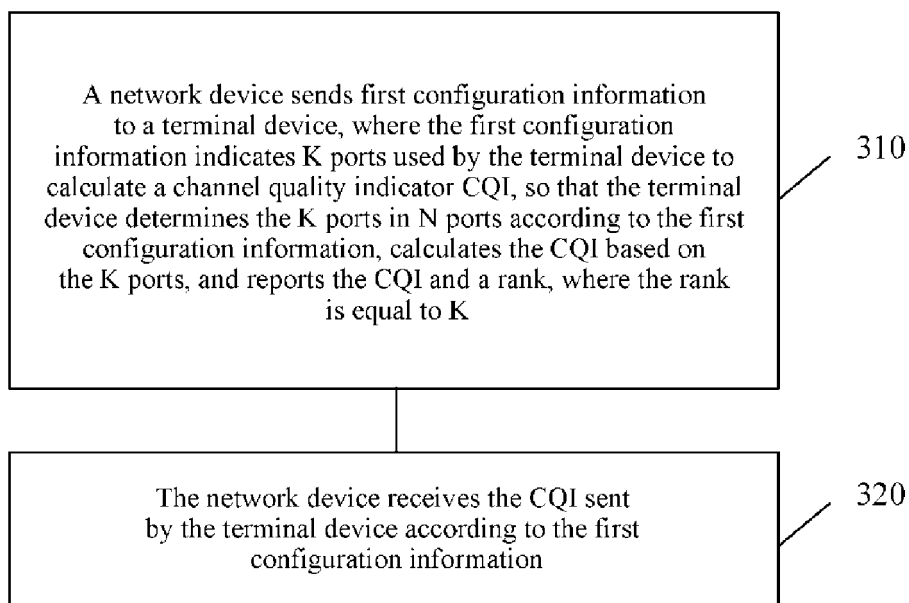 A network device sends first configuration information
to a terminal device, where the first configuration
information indicates K ports used by the terminal device to
calculate a channel quality indicator CQI, so that the terminal
device determines the K ports in N ports according to the first
configuration information, calculates the CQI based on
the K ports, and reports the CQI and a rank, where the rank
is equal to K
310
The network device receives the CQI sent
by the terminal device according to the first
configuration information
320